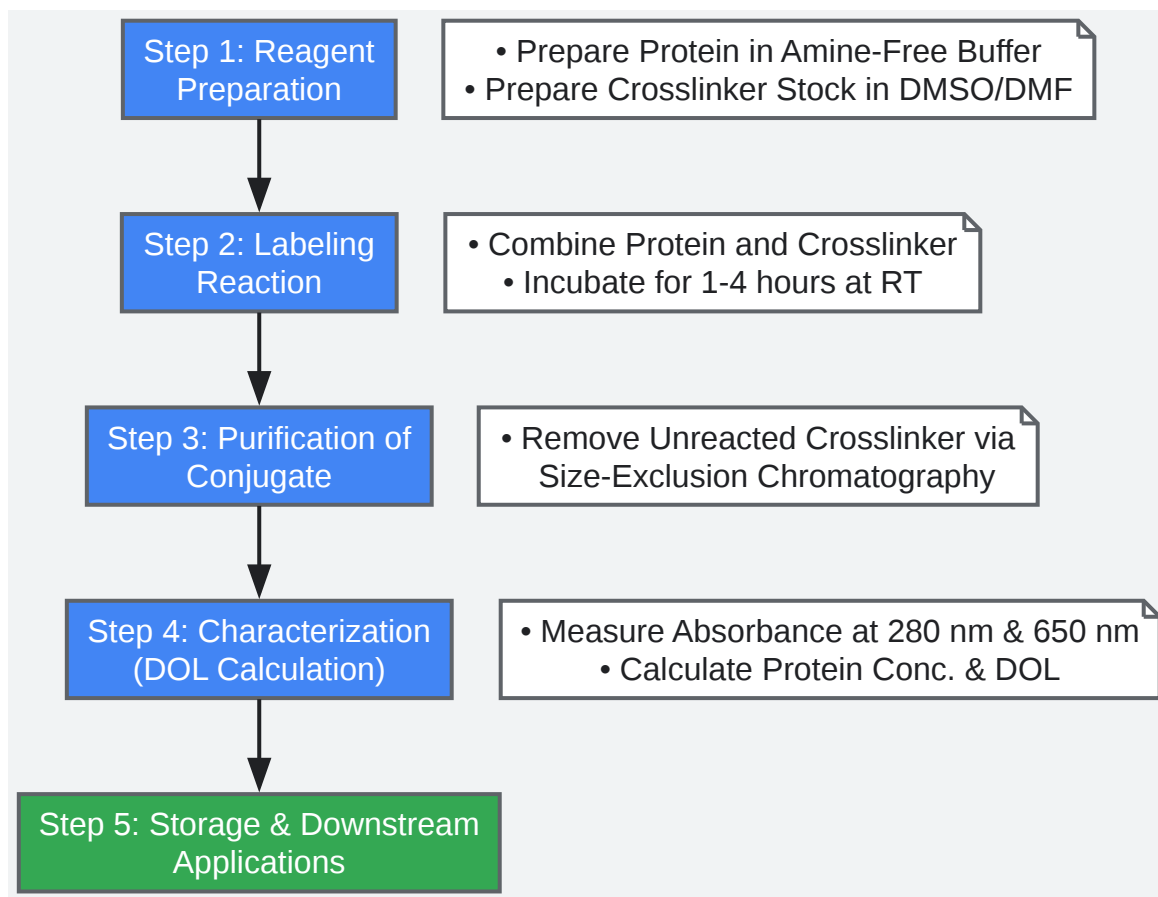 Step 1: Reagent
Preparation
• Prepare Protein in Amine-Free Buffer
• Prepare Crosslinker Stock in DMSO/DMF
Step 2: Labeling
Reaction
• Combine Protein and Crosslinker
• Incubate for 1-4 hours at RT
Step 3: Purification of
Conjugate
• Remove Unreacted Crosslinker via
Size-Exclusion Chromatography
Step 4: Characterization
(DOL Calculation)
• Measure Absorbance at 280 nm & 650 nm
• Calculate Protein Conc. & DOL
Step 5: Storage & Downstream
Applications